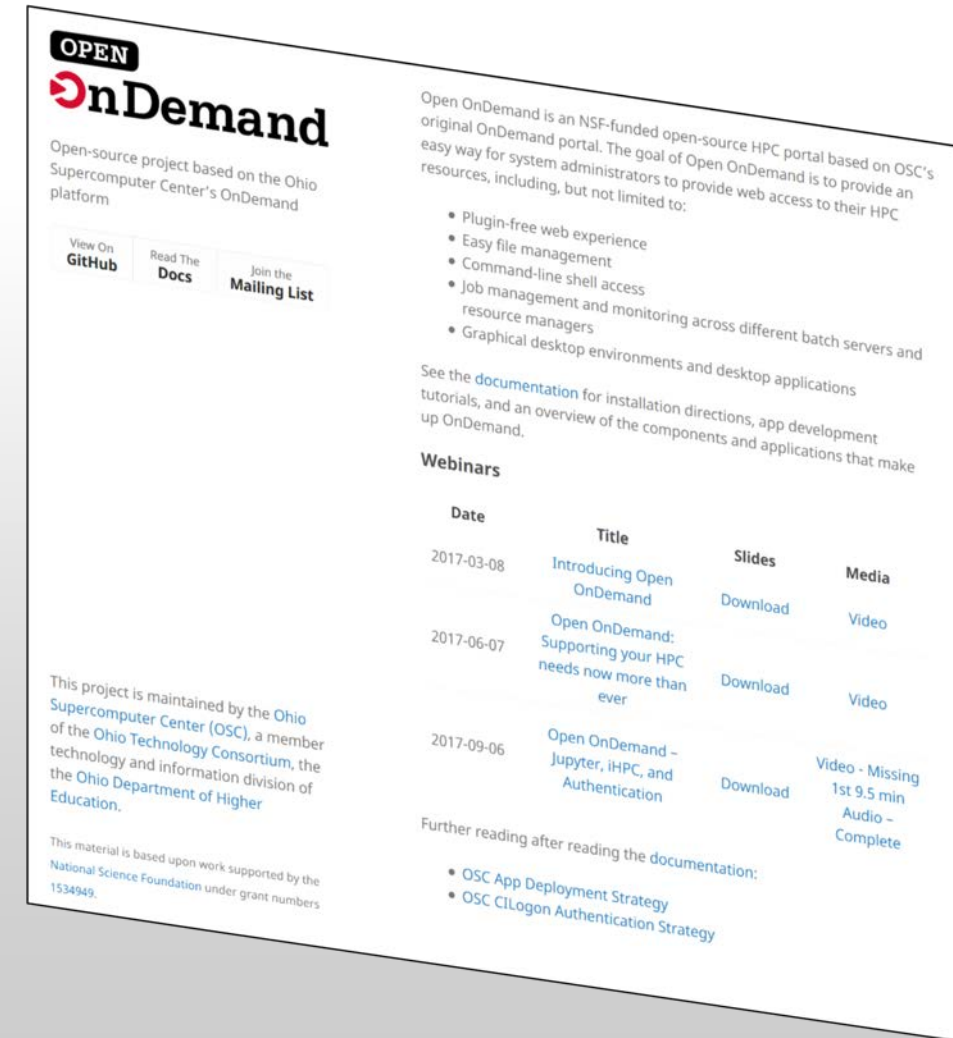 OPEN
OnDemand
Open-source project based on the Ohio
Supercomputer Center's OnDemand
platform
View On
GitHub
Read The
Docs
Join the
Mailing List
This project is maintained by the Ohio
Supercomputer Center (OSC), a member
of the Ohio Technology Consortium, the
technology and information division of
the Ohio Department of Higher
Education.
This material is based upon work supported by the
National Science Foundation under grant numbers
1534949.
Open OnDemand is an NSF-funded open-source HPC portal based on OSC's
original OnDemand portal. The goal of Open OnDemand is to provide an
easy way for system administrators to provide web access to their HPC
resources, including, but not limited to:
• Plugin-free web experience
• Easy file management
• Command-line shell access
• Job management and monitoring across different batch servers and
resource managers
• Graphical desktop environments and desktop applications
See the documentation for installation directions, app development
tutorials, and an overview of the components and applications that make
up OnDemand.
Webinars
Date Title Slides Media
2017-03-08 Introducing Open
OnDemand Download Video
2017-06-07 Open OnDemand:
Supporting your HPC
needs now more than
ever Download Video
2017-09-06 Open OnDemand –
Jupyter, iHPC, and
Authentication Download Video - Missing
1st 9.5 min
Audio –
Complete
Further reading after reading the documentation:
• OSC App Deployment Strategy
• OSC CILogon Authentication Strategy